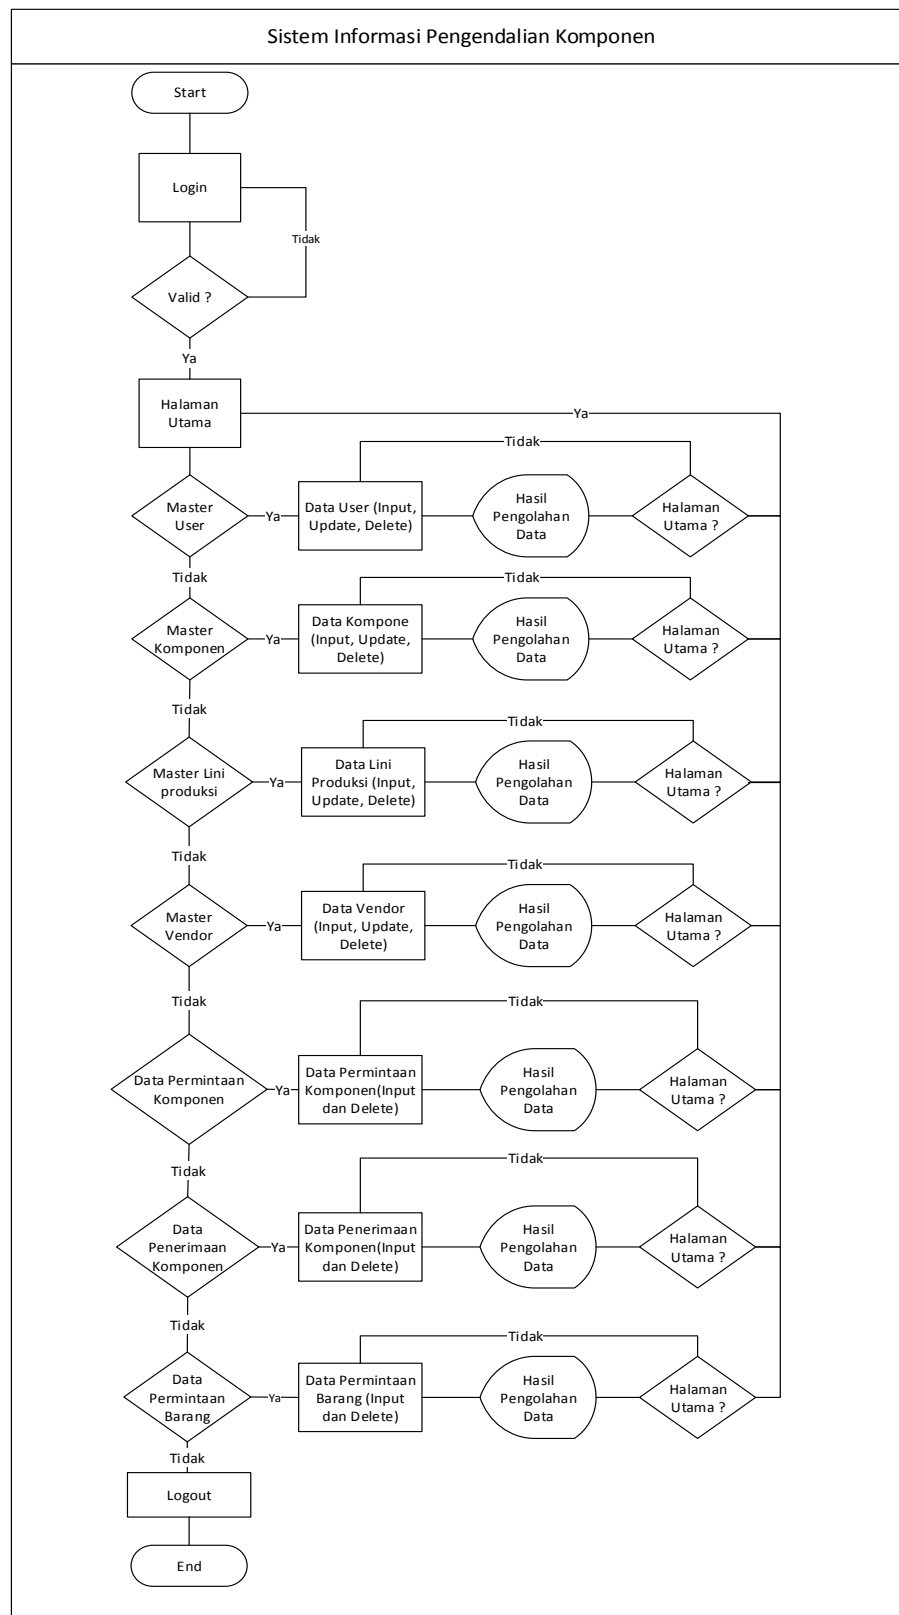 Sistem Informasi Pengendalian Komponen
Start
Login
Tidak
Valid ?
Ya
Halaman
Utama
Ya
Tidak
Master
User
Ya
Data User (Input,
Update, Delete)
Hasil
Pengolahan
Data
Halaman
Utama ?
Tidak
Tidak
Master
Komponen
Ya
Data Kompone
(Input, Update,
Delete)
Hasil
Pengolahan
Data
Halaman
Utama ?
Tidak
Tidak
Master Lini
produksi
Ya
Data Lini
Produksi (Input,
Update, Delete)
Hasil
Pengolahan
Data
Halaman
Utama ?
Tidak
Tidak
Master
Vendor
Ya
Data Vendor
(Input, Update,
Delete)
Hasil
Pengolahan
Data
Halaman
Utama ?
Tidak
Tidak
Data Permintaan
Komponen
Ya
Data Permintaan
Komponen(Input
dan Delete)
Hasil
Pengolahan
Data
Halaman
Utama ?
Tidak
Tidak
Data
Penerimaan
Komponen
Ya
Data Penerimaan
Komponen(Input
dan Delete)
Hasil
Pengolahan
Data
Halaman
Utama ?
Tidak
Tidak
Data
Permintaan
Barang
Ya
Data Permintaan
Barang (Input
dan Delete)
Hasil
Pengolahan
Data
Halaman
Utama ?
Tidak
Logout
End